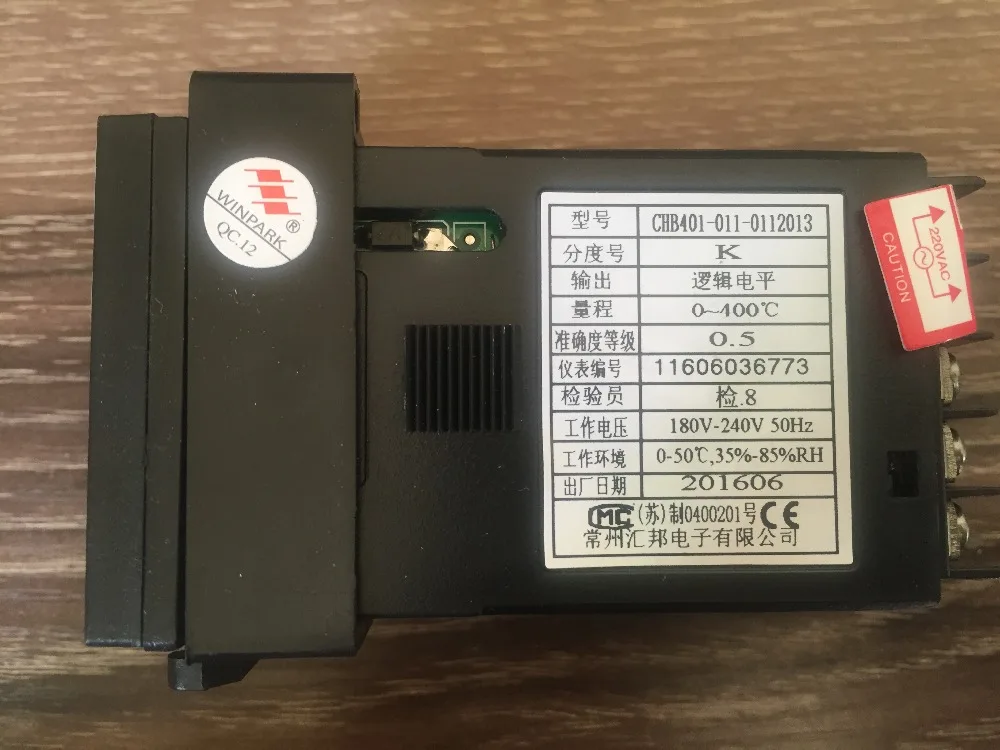 WINPARK ®
QC.12
型号 CHB401-011-0112013
分度号 K
输出 逻辑电平
量程 0~400℃
准确度等级 0.5
仪表编号 11606036773
检验员 检.8
工作电压 180V-240V 50Hz
工作环境 0-50℃,35%-85%RH
出厂日期 201606
MC (苏)制0400201号 CE
常州汇邦电子有限公司
220VAC
CAUTION